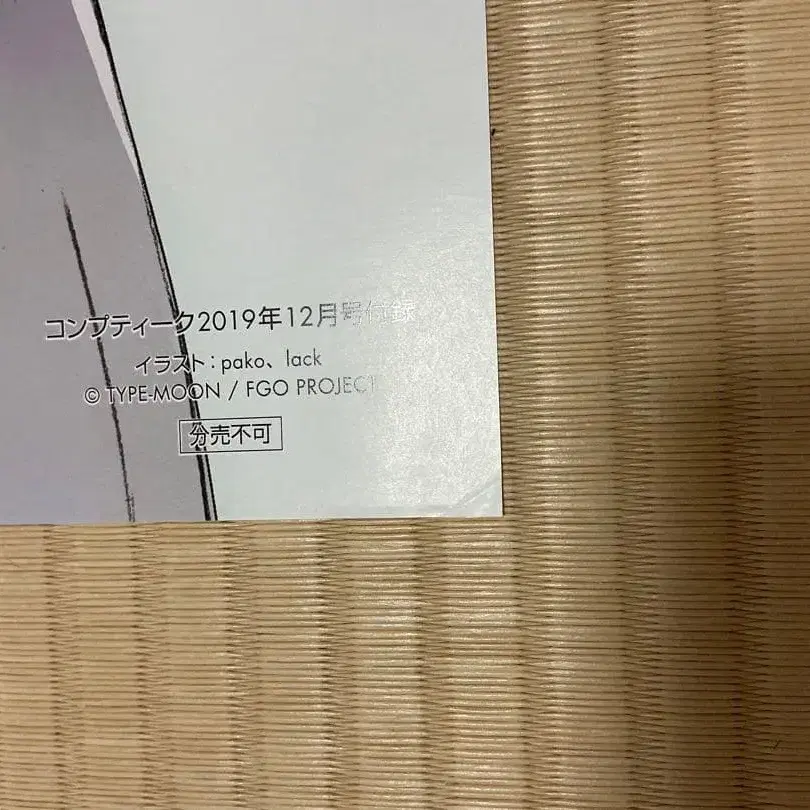 コンプティーク2019年12月号付録
イラスト:pako、lack
© TYPE-MOON / FGO PROJECT
分売不可